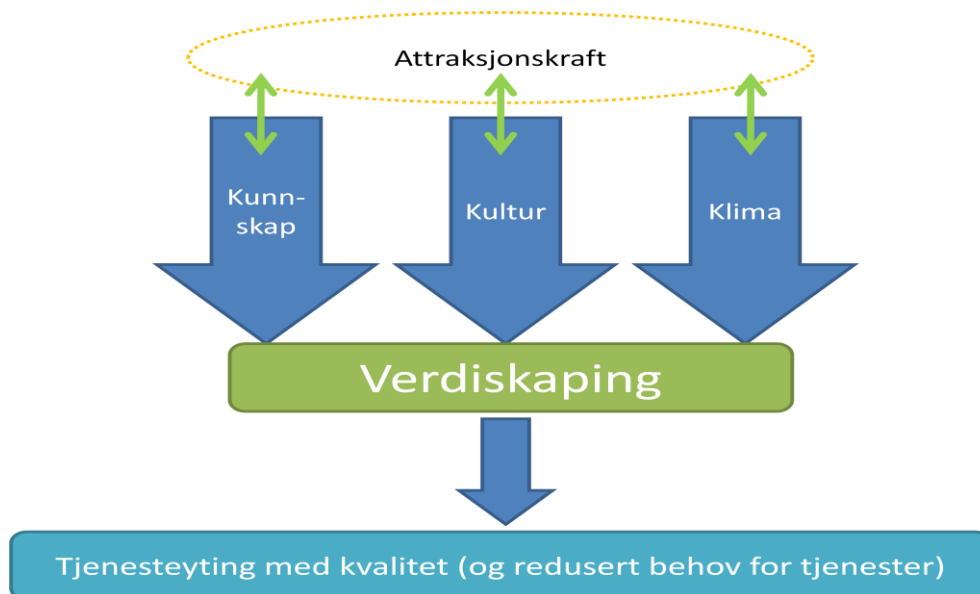 Attraksjonskraft
Kunn-
skap
Kultur
Klima
Verdiskaping
Tjenesteyting med kvalitet (og redusert behov for tjenester)